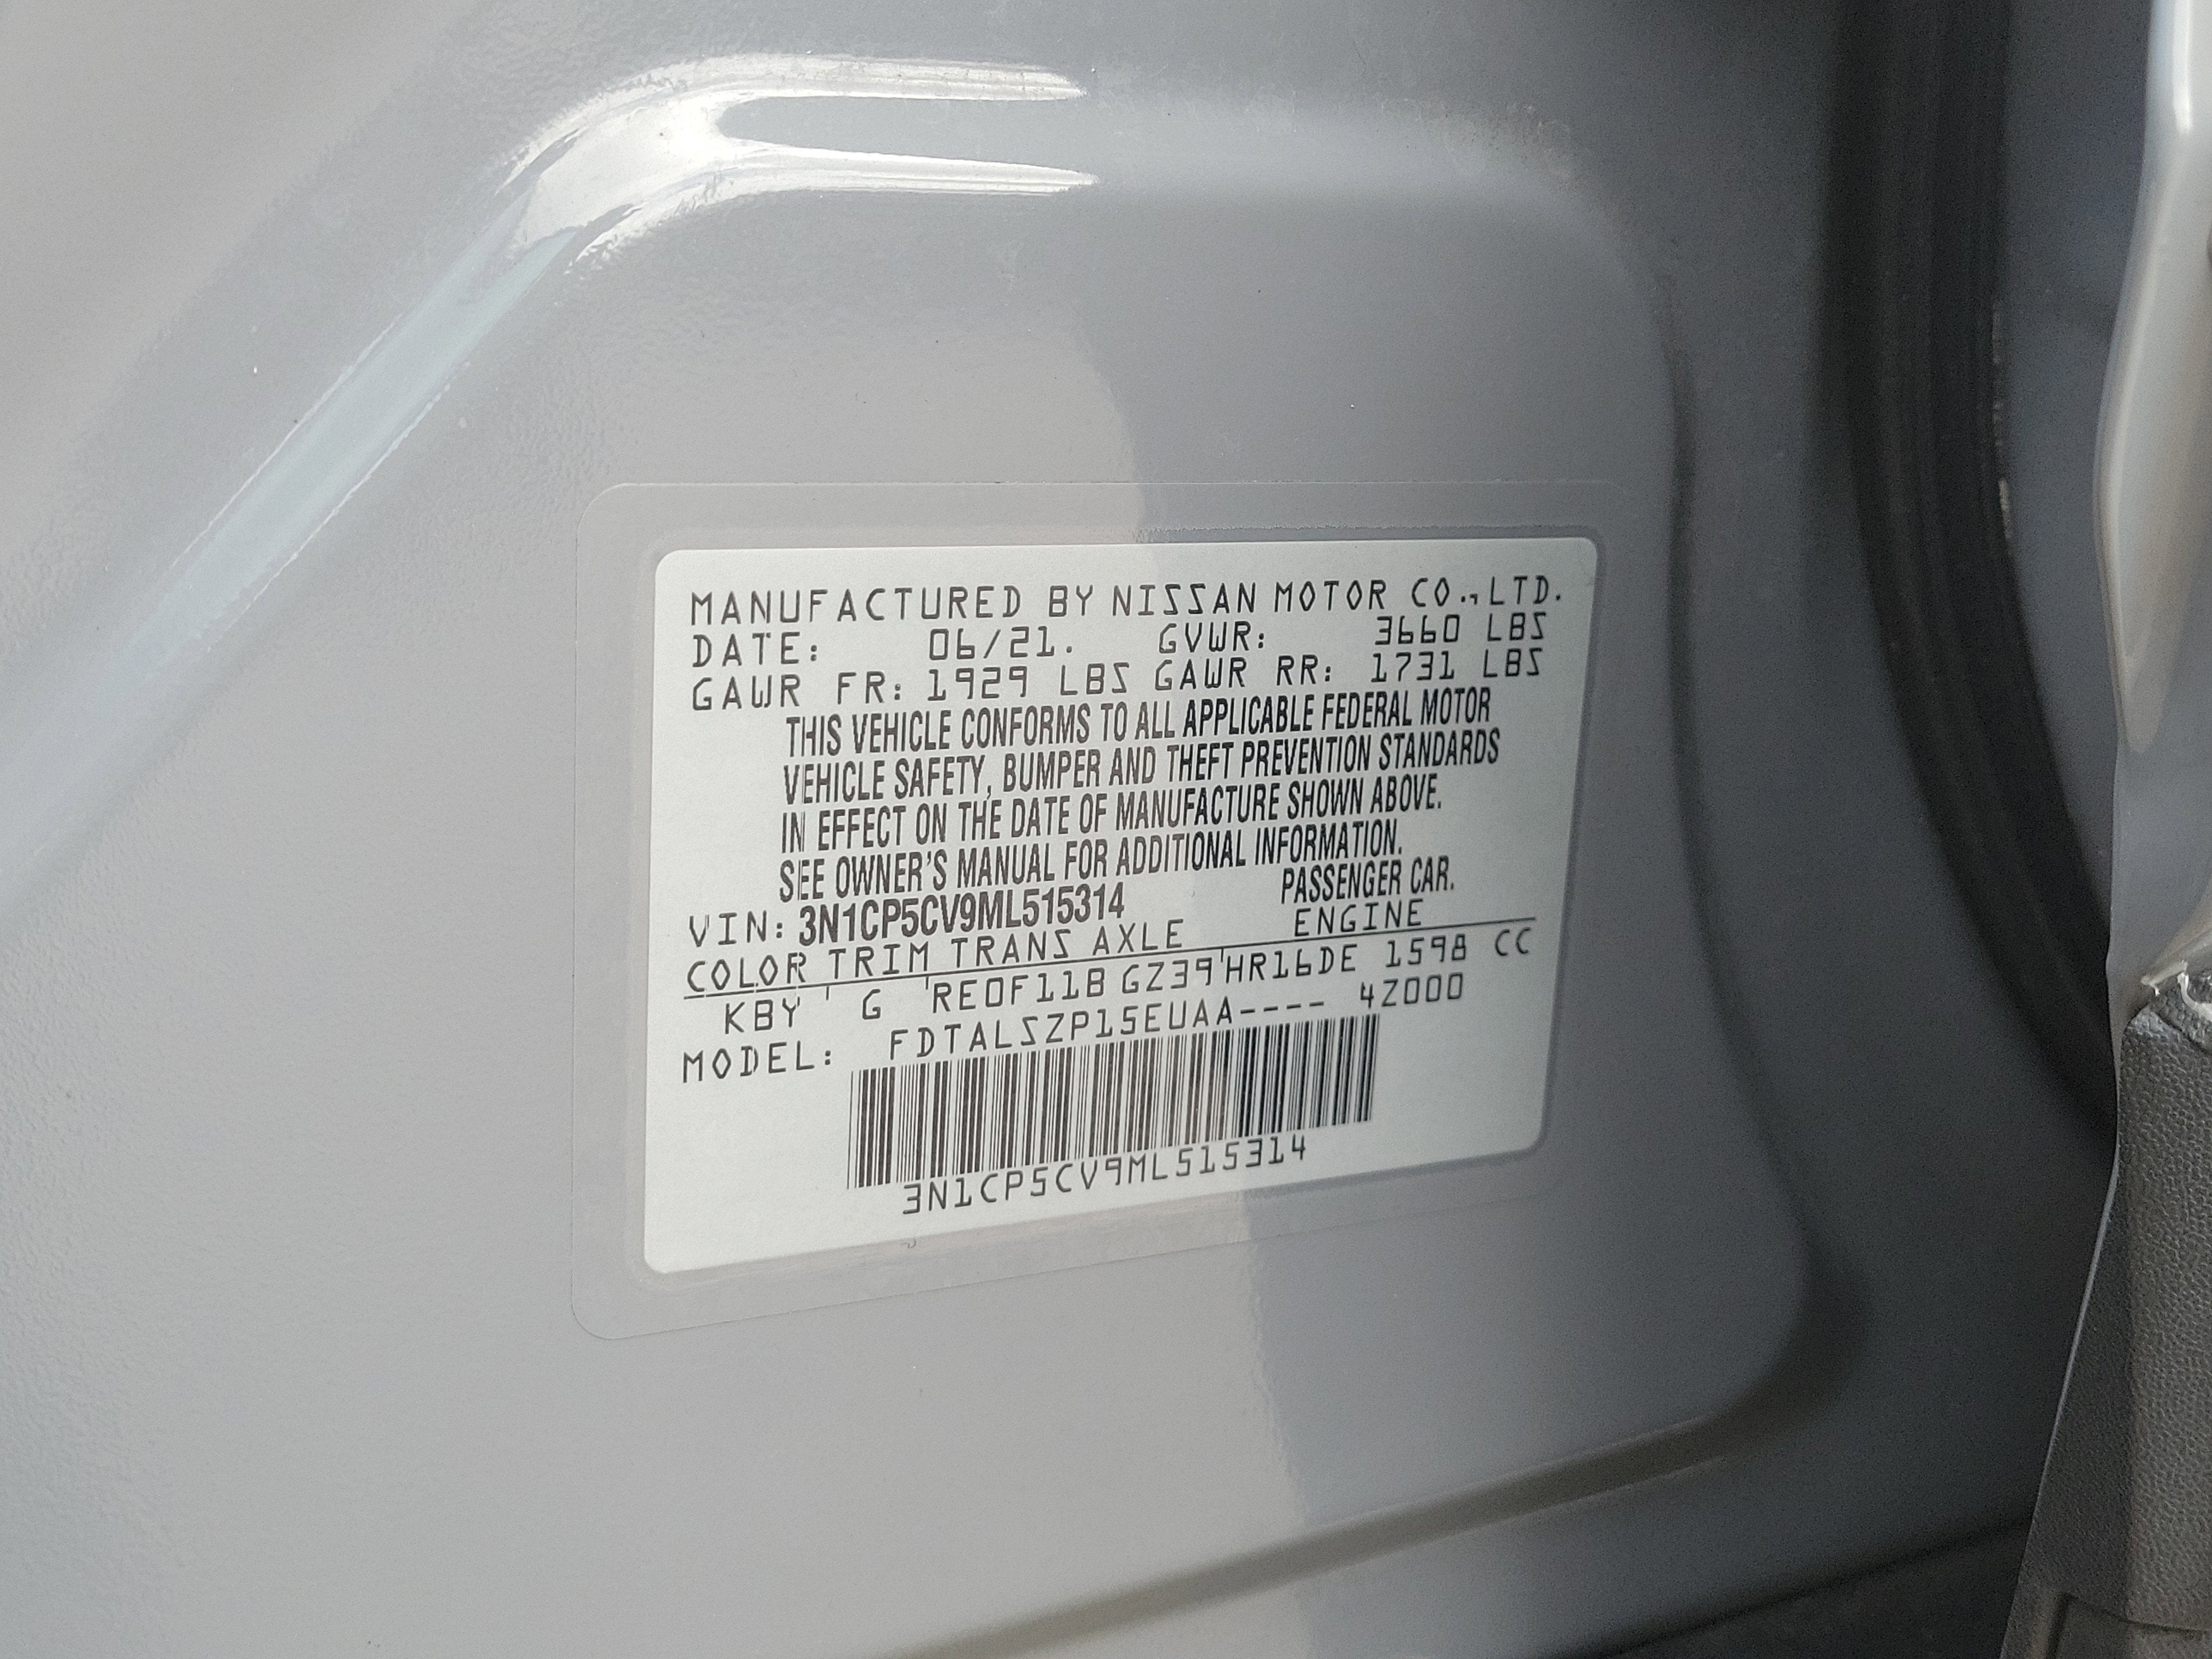 MANUFACTURED BY NISSAN MOTOR CO.,LTD.
DATE: 06/21. GVWR: 3660 LBS
GAWR FR: 1929 LBS GAWR RR: 1731 LBS
THIS VEHICLE CONFORMS TO ALL APPLICABLE FEDERAL MOTOR
VEHICLE SAFETY, BUMPER AND THEFT PREVENTION STANDARDS
IN EFFECT ON THE DATE OF MANUFACTURE SHOWN ABOVE.
SEE OWNER'S MANUAL FOR ADDITIONAL INFORMATION.
VIN: 3N1CP5CV9ML515314 PASSENGER CAR.
COLOR TRIM TRANS AXLE ENGINE
KBY ' G 'RE0F11B GZ39'HR16DE 1598 CC
MODEL: FDTALSZP15EUAA---- 4Z000
3N1CP5CV9ML515314